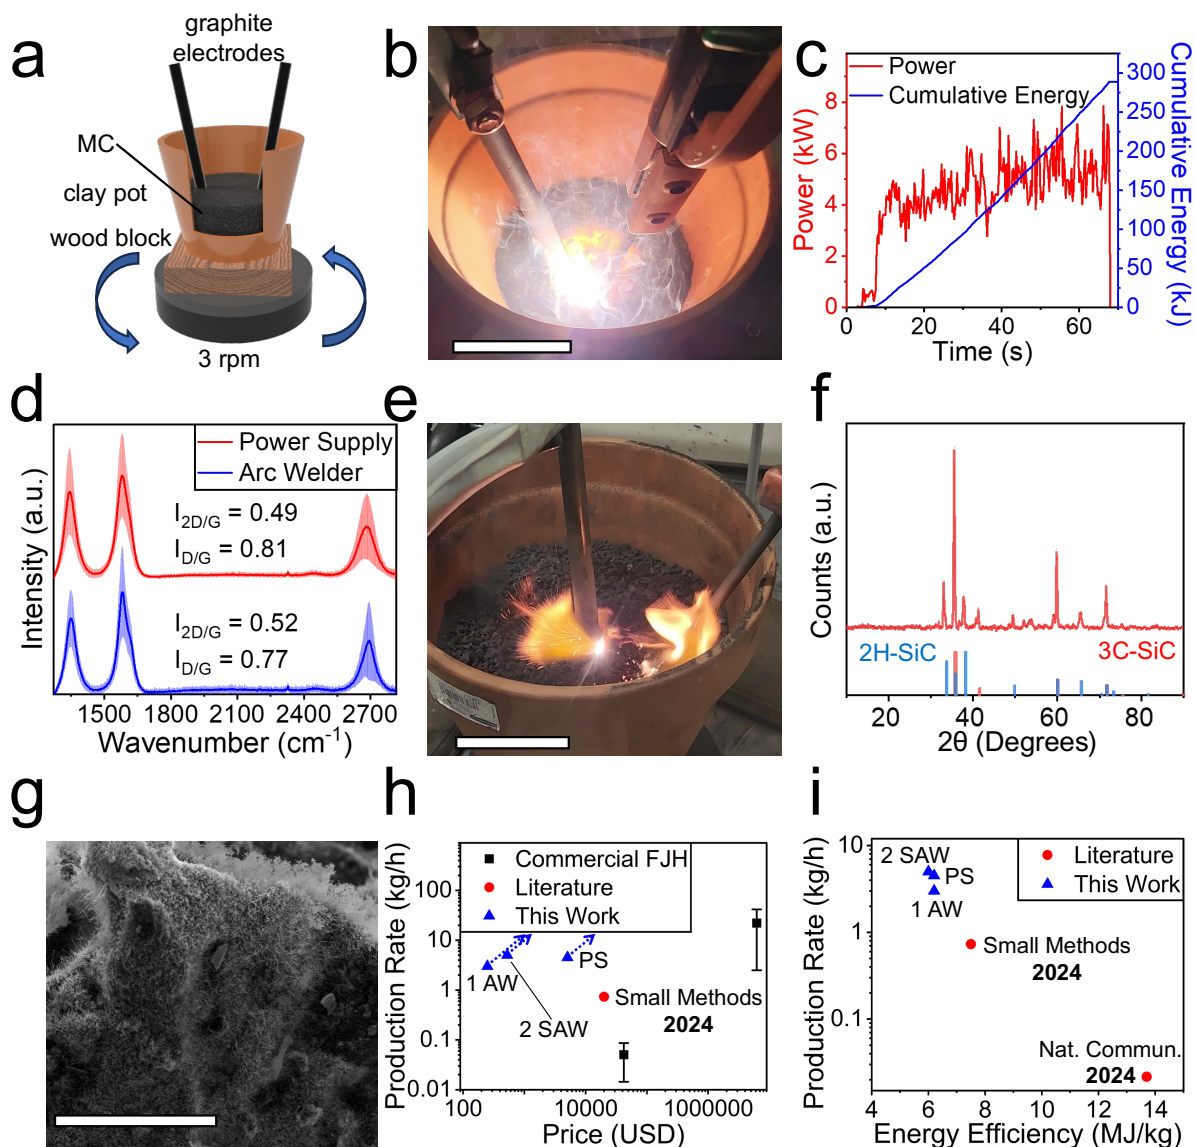 a
graphite
electrodes
MC
clay pot
wood block
3 rpm
b
c
Power
Cumulative Energy
Power (kW)
0
2
4
6
8
0
20
40
60
Time (s)
0
50
100
150
200
250
300
Cumulative
Energy (kJ)
d
Power Supply
Arc Welder
I2D/G = 0.49
ID/G = 0.81
I2D/G = 0.52
ID/G = 0.77
Intensity (a.u.)
1500 1800 2100 2400 2700
Wavenumber (cm-1)
e
f
Counts (a.u.)
2H-SiC
3C-SiC
20 40 60 80
2θ (Degrees)
g
h
Commercial FJH
Literature
This Work
Production Rate (kg/h)
100
10
1
0.1
0.01
1 AW
2 SAW
PS
Small Methods
2024
100 10000 1000000
Price (USD)
i
Literature
This Work
Production Rate (kg/h)
10
1
0.1
2 SAW
PS
1 AW
Small Methods
2024
Nat. Commun.
2024
4 6 8 10 12 14
Energy Efficiency (MJ/kg)